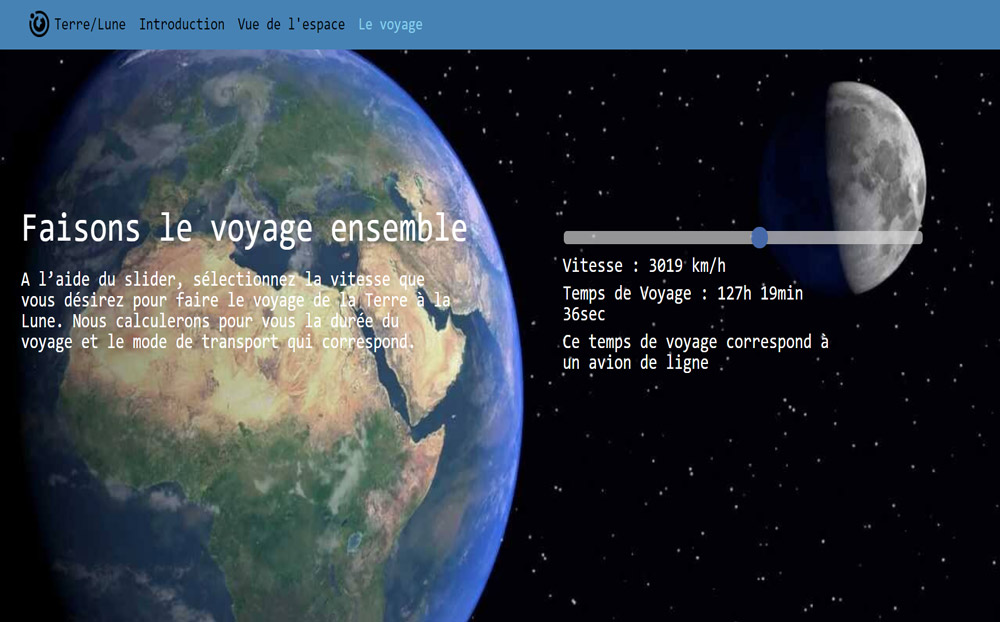 Terre/Lune Introduction Vue de l'espace Le voyage
Faisons le voyage ensemble
A l’aide du slider, sélectionnez la vitesse que
vous désirez pour faire le voyage de la Terre à la
Lune. Nous calculerons pour vous la durée du
voyage et le mode de transport qui correspond.
Vitesse : 3019 km/h
Temps de Voyage : 127h 19min
36sec
Ce temps de voyage correspond à
un avion de ligne